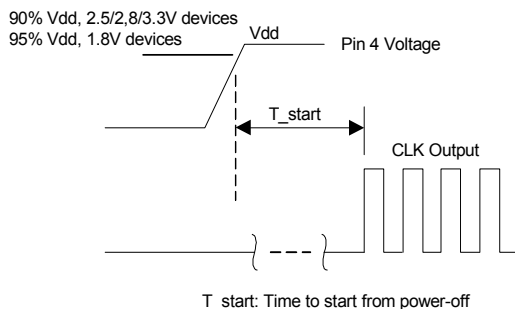 90% Vdd, 2.5/2,8/3.3V devices
95% Vdd, 1.8V devices
Vdd
Pin 4 Voltage
T_start
CLK Output
T_start: Time to start from power-off